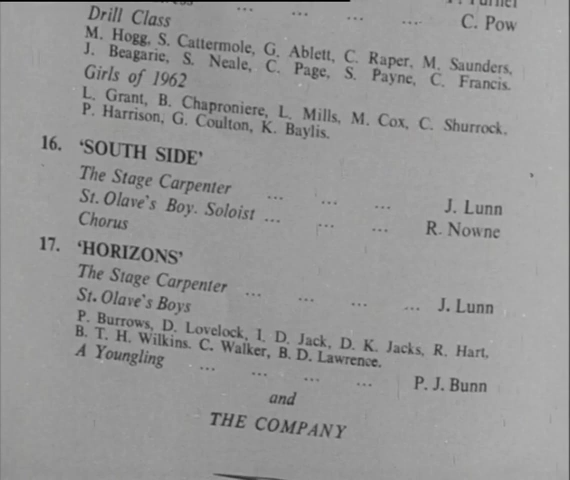 Drill Class ... ... ... ... C. Pow
M. Hogg, S. Cattermole, G. Ablett, C. Raper, M. Saunders,
J. Beagarie, S. Neale, C. Page, S. Payne, C. Francis.
Girls of 1962
L. Grant, B. Chaproniere, L. Mills, M. Cox, C. Shurrock,
P. Harrison, G. Coulton, K. Baylis.
16. 'SOUTH SIDE'
The Stage Carpenter ... ... ... J. Lunn
St. Olave's Boy. Soloist ... ... ... R. Nowne
Chorus
17. 'HORIZONS'
The Stage Carpenter ... ... ... ... J. Lunn
St. Olave's Boys
P. Burrows, D. Lovelock, I. D. Jack, D. K. Jacks, R. Hart,
B. T. H. Wilkins. C. Walker, B. D. Lawrence.
A Youngling ... ... ... ... P. J. Bunn
and
THE COMPANY